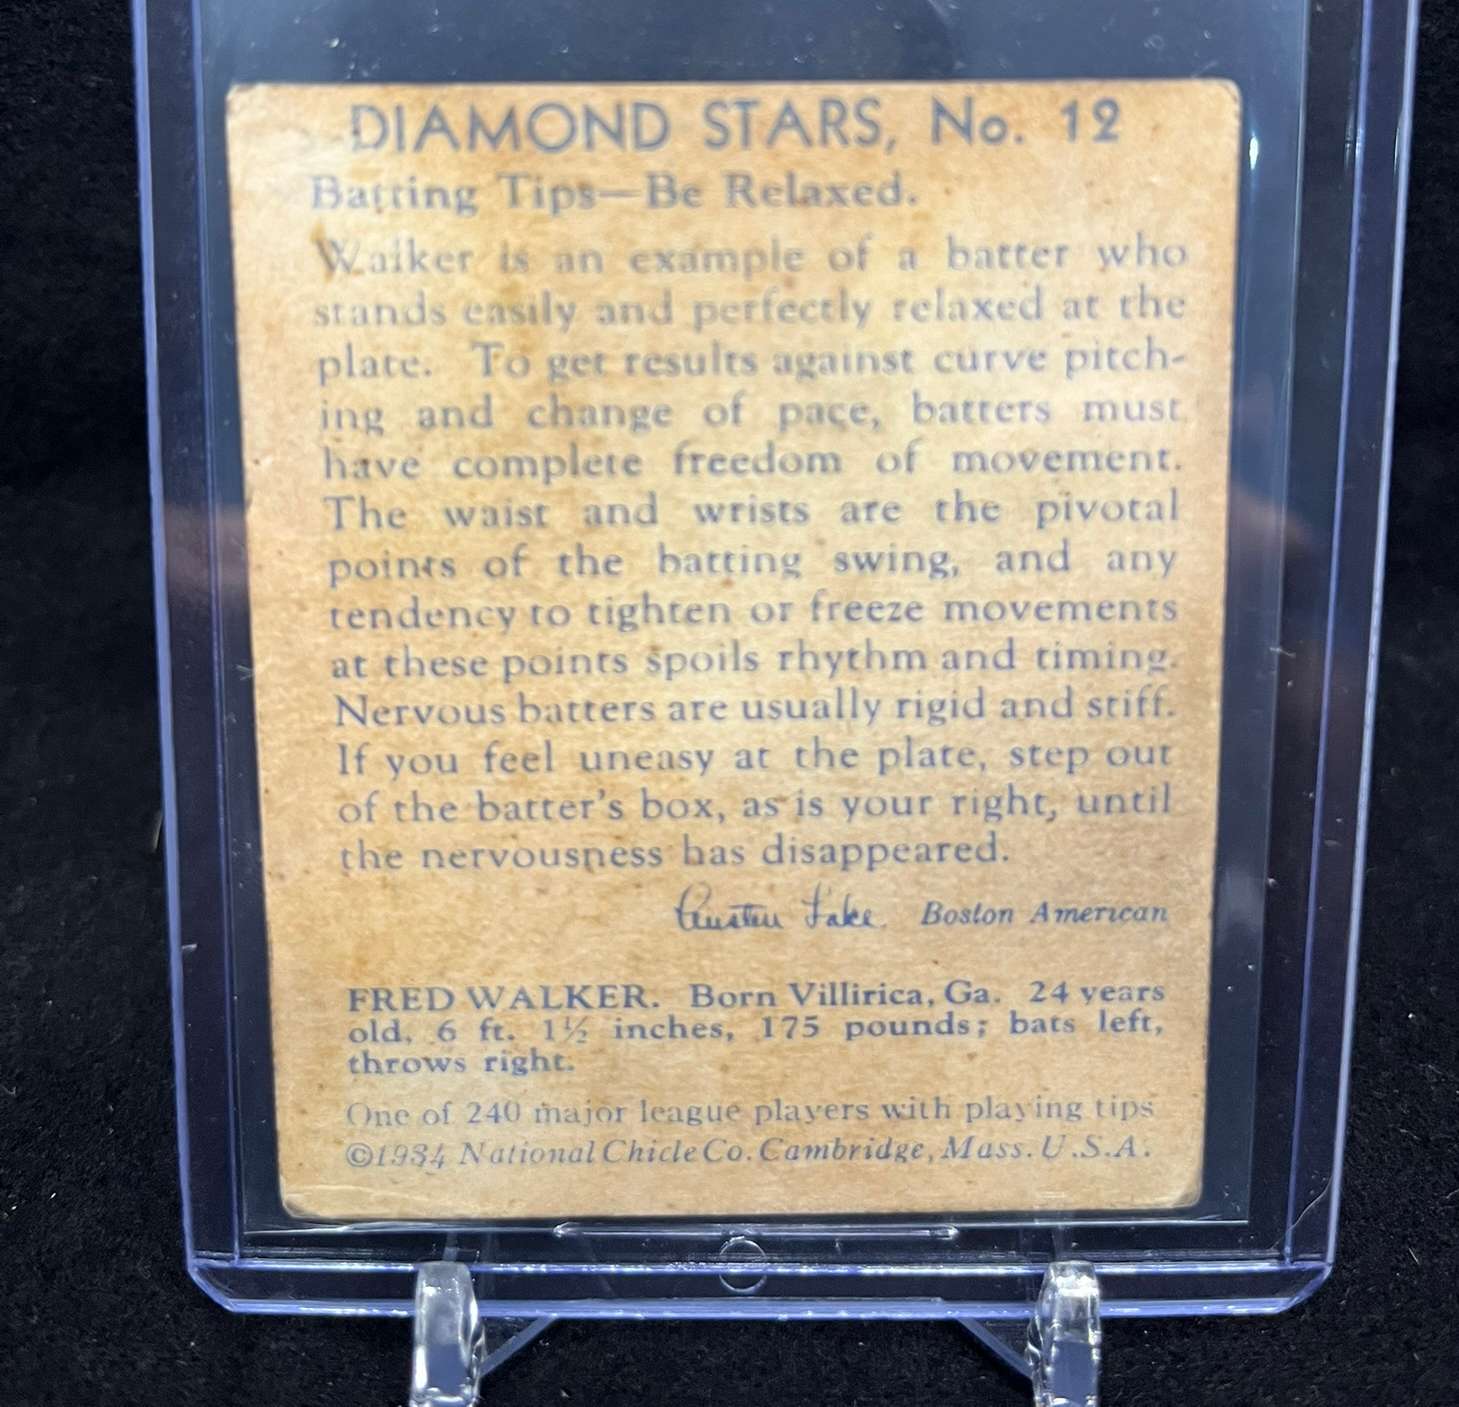 DIAMOND STARS, No. 12
Batting Tips—Be Relaxed.
Walker is an example of a batter who
stands easily and perfectly relaxed at the
plate. To get results against curve pitch-
ing and change of pace, batters must
have complete freedom of movement.
The waist and wrists are the pivotal
points of the batting swing, and any
tendency to tighten or freeze movements
at these points spoils rhythm and timing.
Nervous batters are usually rigid and stiff.
If you feel uneasy at the plate, step out
of the batter's box, as is your right, until
the nervousness has disappeared.
Austen Lake Boston American
FRED WALKER. Born Villirica, Ga. 24 years
old, 6 ft. 1½ inches, 175 pounds; bats left,
throws right.
One of 240 major league players with playing tips
©1934 National Chicle Co. Cambridge, Mass. U.S.A.